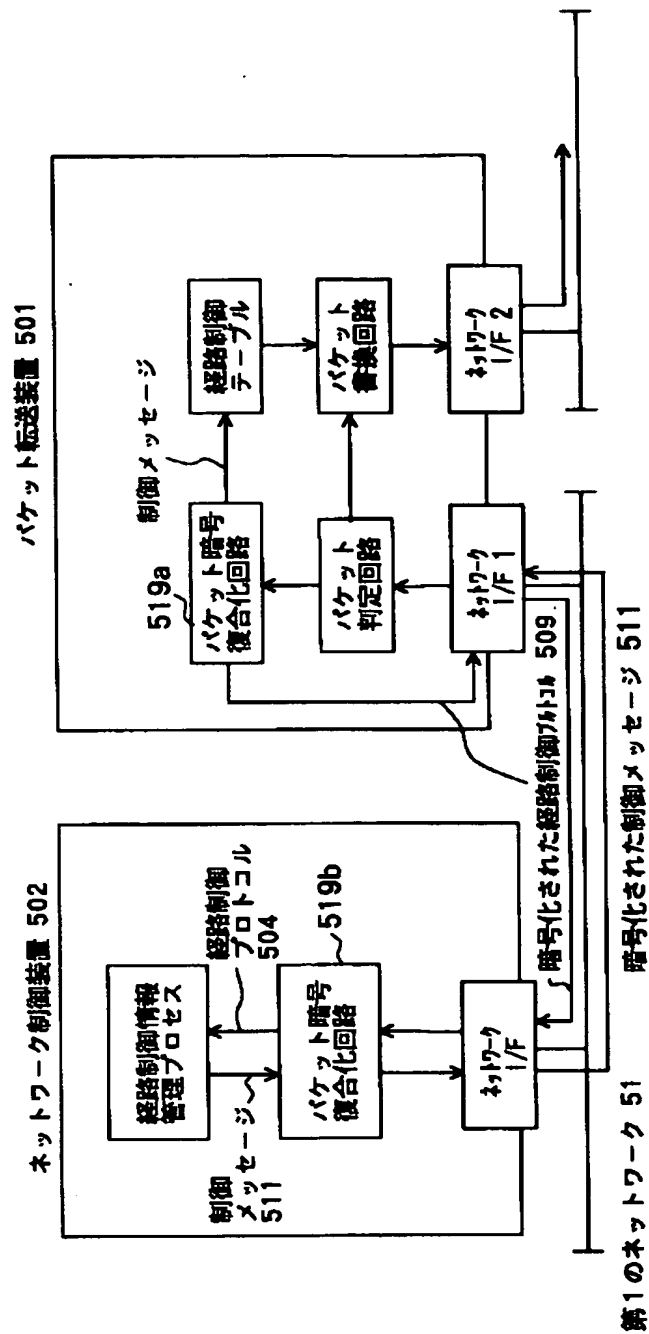 パケット転送装置 501
制御メッセージ
519a
パケット暗号
復合化回路
経路制御
テーブル
パケット
判定回路
パケット
書換回路
ネットワーク
I/F 1
ネットワーク
I/F 2
ネットワーク制御装置 502
経路制御情報
管理プロセス
制御
メッセージ
511
経路制御
プロトコル
504
519b
パケット暗号
復合化回路
ネットワーク
I/F
暗号化された経路制御プルトコル 509
暗号化された制御メッセージ 511
第1のネットワーク 51